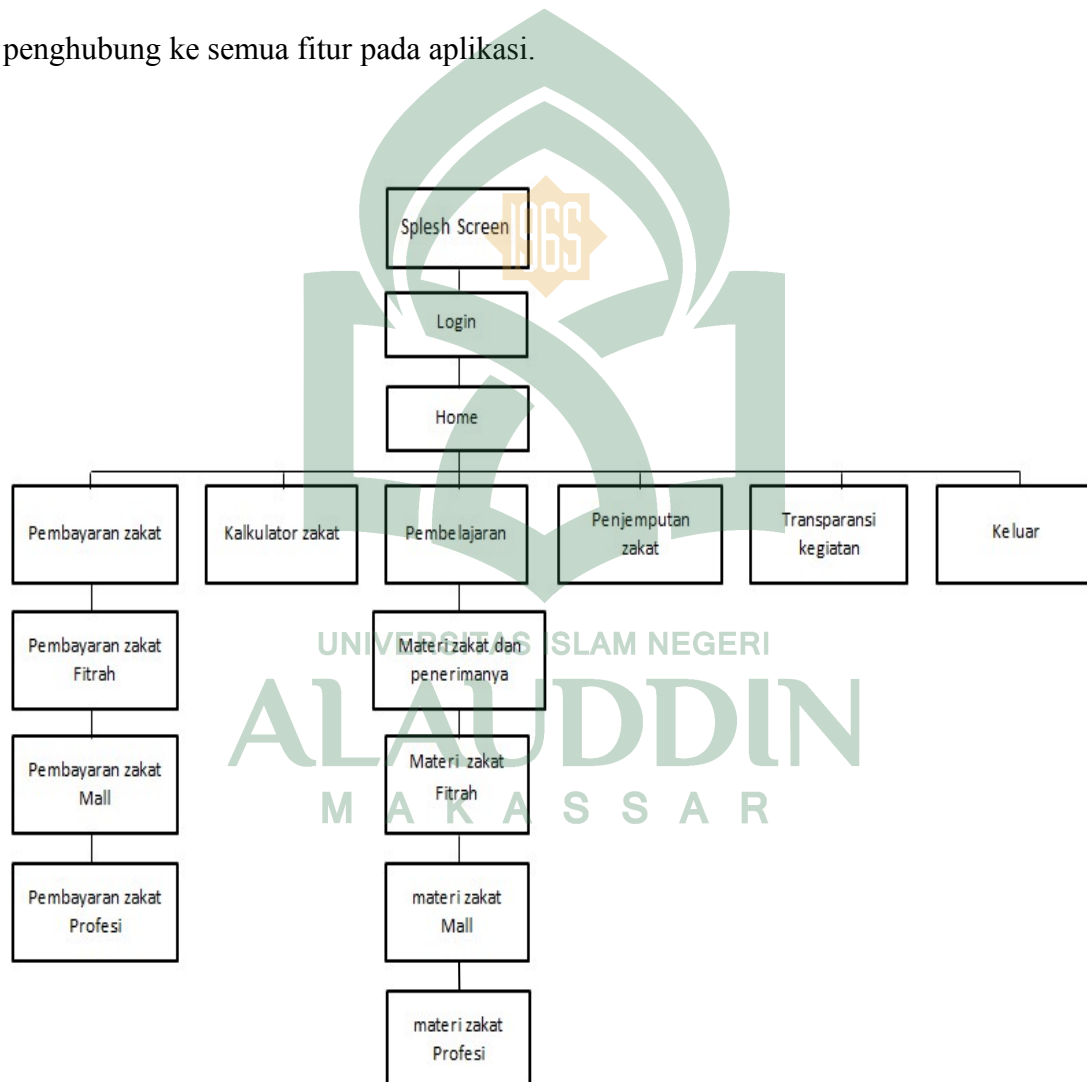 penghubung ke semua fitur pada aplikasi.
1965
Splesh Screen
Login
Home
Pembayaran zakat
Kalkulator zakat
Pembelajaran
Penjemputan
zakat
Transparansi
kegiatan
Keluar
Pembayaran zakat
Fitrah
Materi zakat dan
penerimanya
UNIVERSITAS ISLAM NEGERI
ALAUDDIN
Pembayaran zakat
Mall
Materi zakat
Fitrah
MAKASSAR
Pembayaran zakat
Profesi
materi zakat
Mall
materi zakat
Profesi